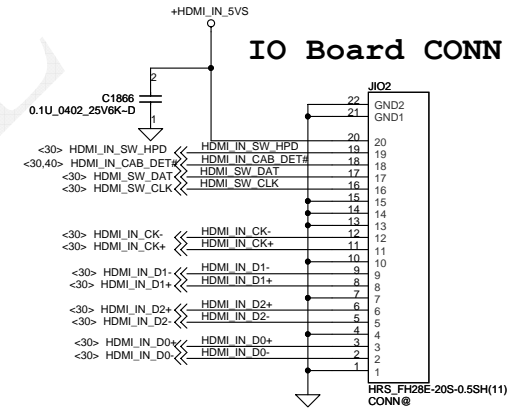 +HDMI_IN_5VS
IO Board CONN
JIO2
2
C1866
0.1U_0402_25V6K~D
1
22 GND2
21 GND1
20 20
<30> HDMI_IN_SW_HPD HDMI_IN_SW_HPD 19 19
<30,40> HDMI_IN_CAB_DET# HDMI_IN_CAB_DET# 18 18
<30> HDMI_SW_DAT HDMI_SW_DAT 17 17
<30> HDMI_SW_CLK HDMI_SW_CLK 16 16
15 15
14 14
13 13
<30> HDMI_IN_CK- HDMI_IN_CK- 12 12
<30> HDMI_IN_CK+ HDMI_IN_CK+ 11 11
10 10
<30> HDMI_IN_D1- HDMI_IN_D1- 9 9
<30> HDMI_IN_D1+ HDMI_IN_D1+ 8 8
7 7
<30> HDMI_IN_D2+ HDMI_IN_D2+ 6 6
<30> HDMI_IN_D2- HDMI_IN_D2- 5 5
4 4
<30> HDMI_IN_D0+ HDMI_IN_D0+ 3 3
<30> HDMI_IN_D0- HDMI_IN_D0- 2 2
1 1
HRS_FH28E-20S-0.5SH(11)
CONN@